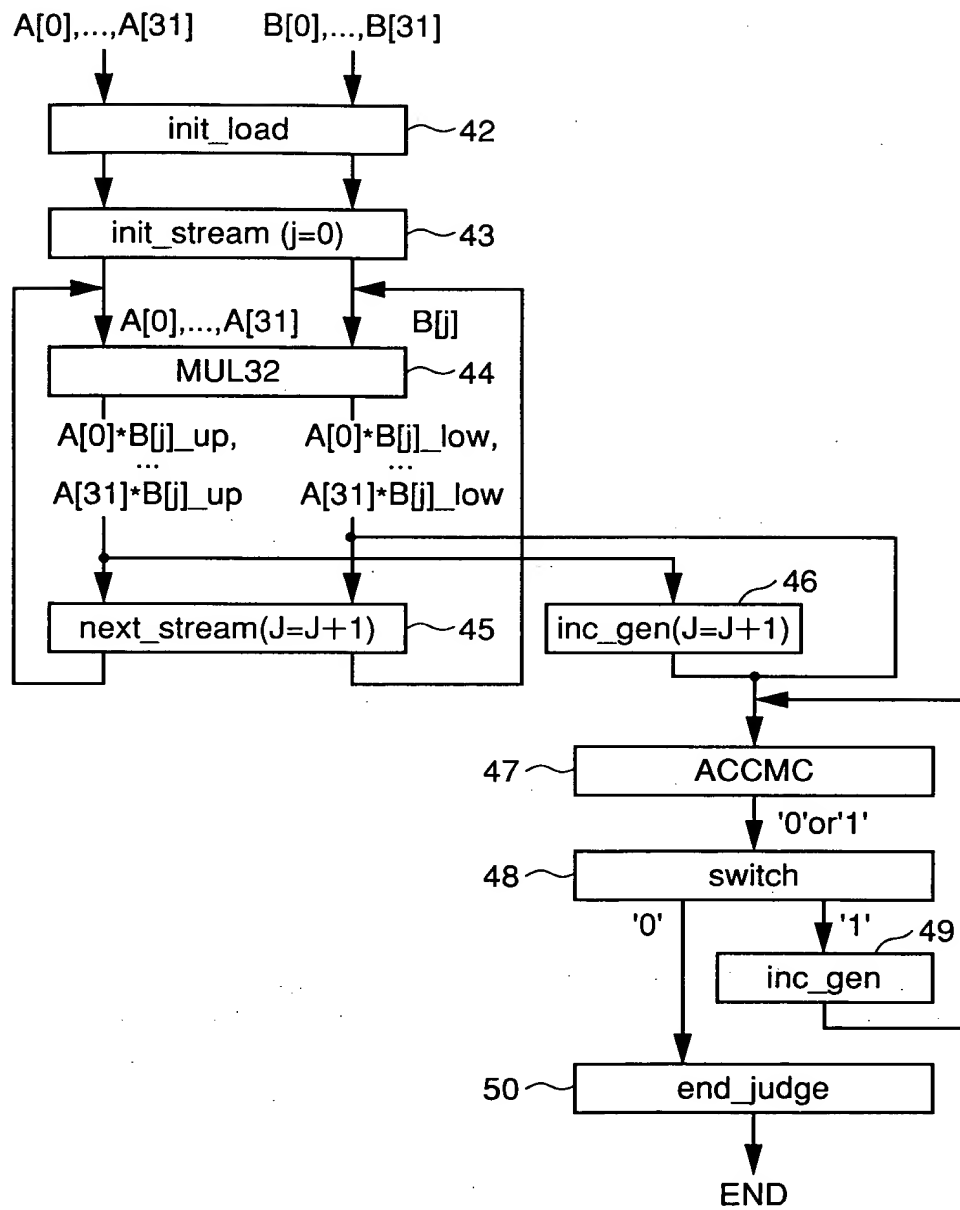 A[0],...,A[31] B[0],...,B[31]
init_load 42
init_stream (j=0) 43
A[0],...,A[31] B[j]
MUL32 44
A[0]*B[j]_up, A[0]*B[j]_low,
... ...
A[31]*B[j]_up A[31]*B[j]_low
46
next_stream(J=J+1) 45 inc_gen(J=J+1)
47 ACCMC
'0'or'1'
48 switch
'0' '1' 49
inc_gen
50 end_judge
END